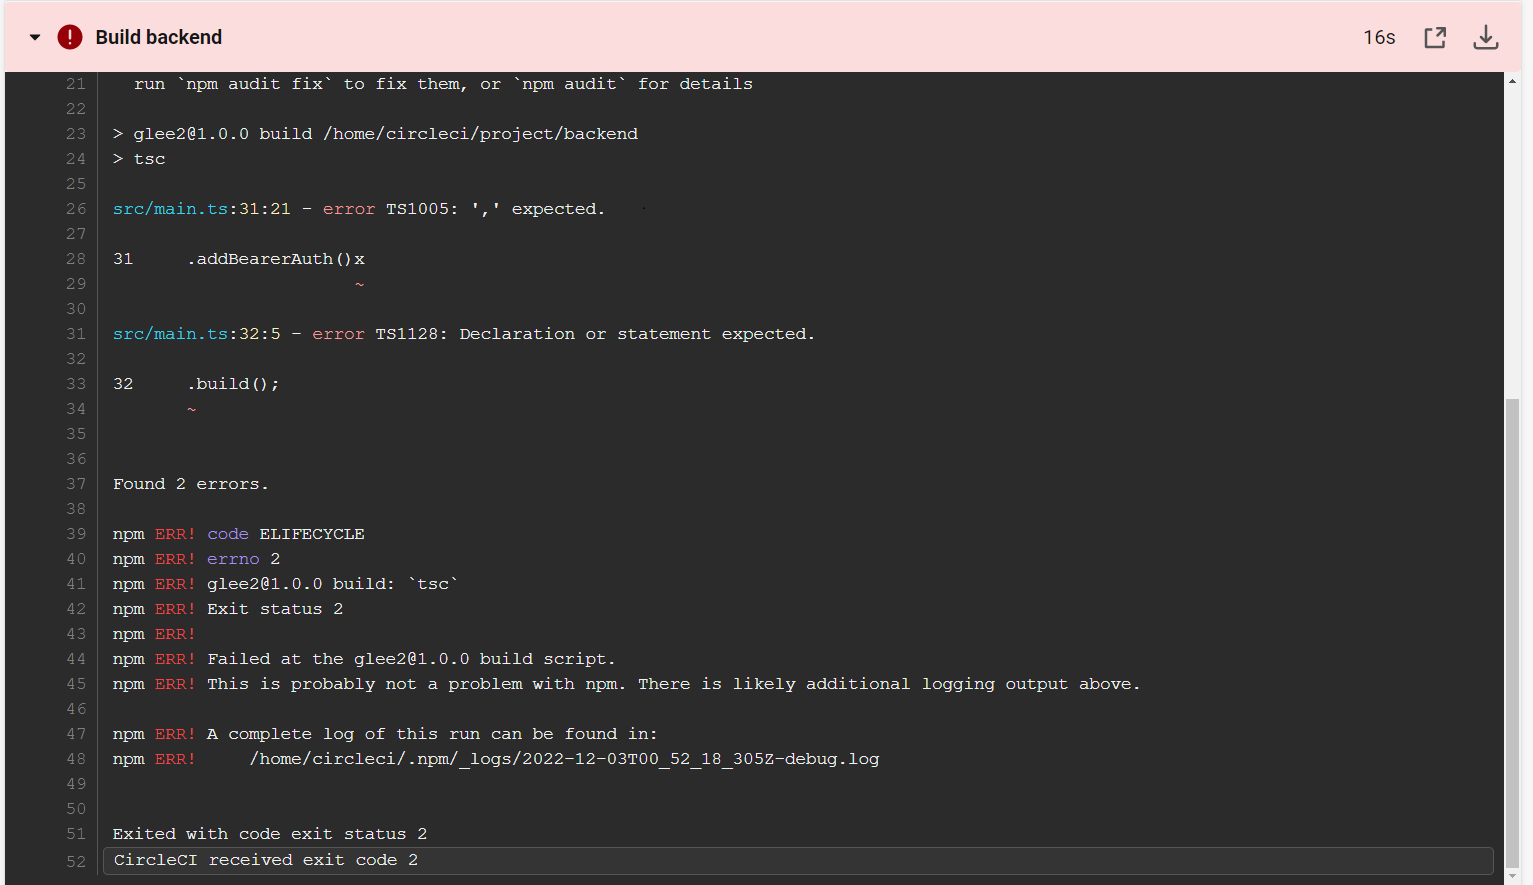 Build backend
16s
21 run `npm audit fix` to fix them, or `npm audit` for details
22
23 > glee2@1.0.0 build /home/circleci/project/backend
24 > tsc
25
26 src/main.ts:31:21 - error TS1005: ',' expected.
27
28 31 .addBearerAuth()x
29 ~
30
31 src/main.ts:32:5 - error TS1128: Declaration or statement expected.
32
33 32 .build();
34 ~
35
36
37 Found 2 errors.
38
39 npm ERR! code ELIFECYCLE
40 npm ERR! errno 2
41 npm ERR! glee2@1.0.0 build: `tsc`
42 npm ERR! Exit status 2
43 npm ERR!
44 npm ERR! Failed at the glee2@1.0.0 build script.
45 npm ERR! This is probably not a problem with npm. There is likely additional logging output above.
46
47 npm ERR! A complete log of this run can be found in:
48 npm ERR! /home/circleci/.npm/_logs/2022-12-03T00_52_18_305Z-debug.log
49
50
51 Exited with code exit status 2
52 CircleCI received exit code 2